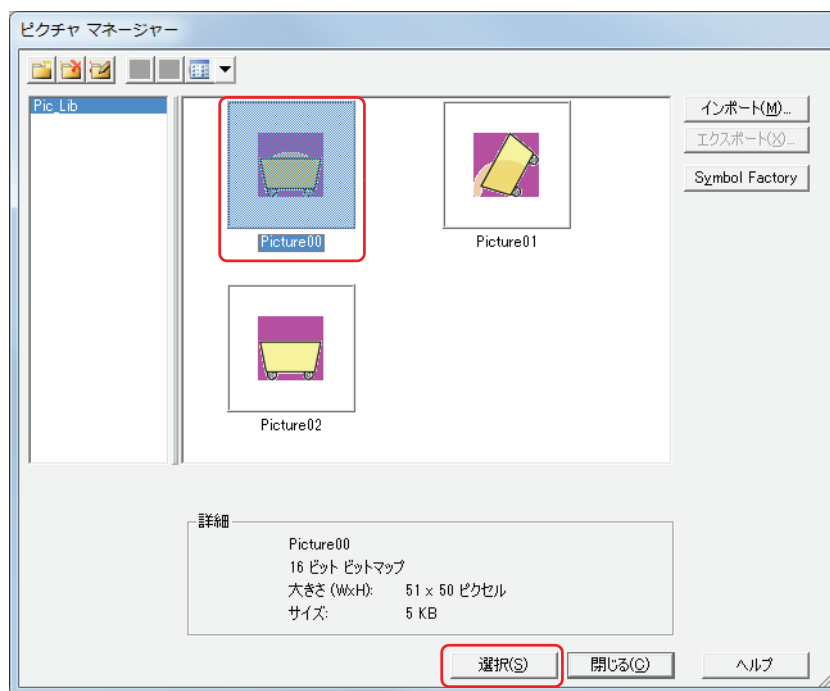 ピクチャ マネージャー
Pic_Lib
Picture00
Picture01
Picture02
インポート(M)...
エクスポート(X)...
Symbol Factory
詳細
Picture00
16 ビット ビットマップ
大きさ (WxH): 51 x 50 ピクセル
サイズ: 5 KB
選択(S)
閉じる(C)
ヘルプ